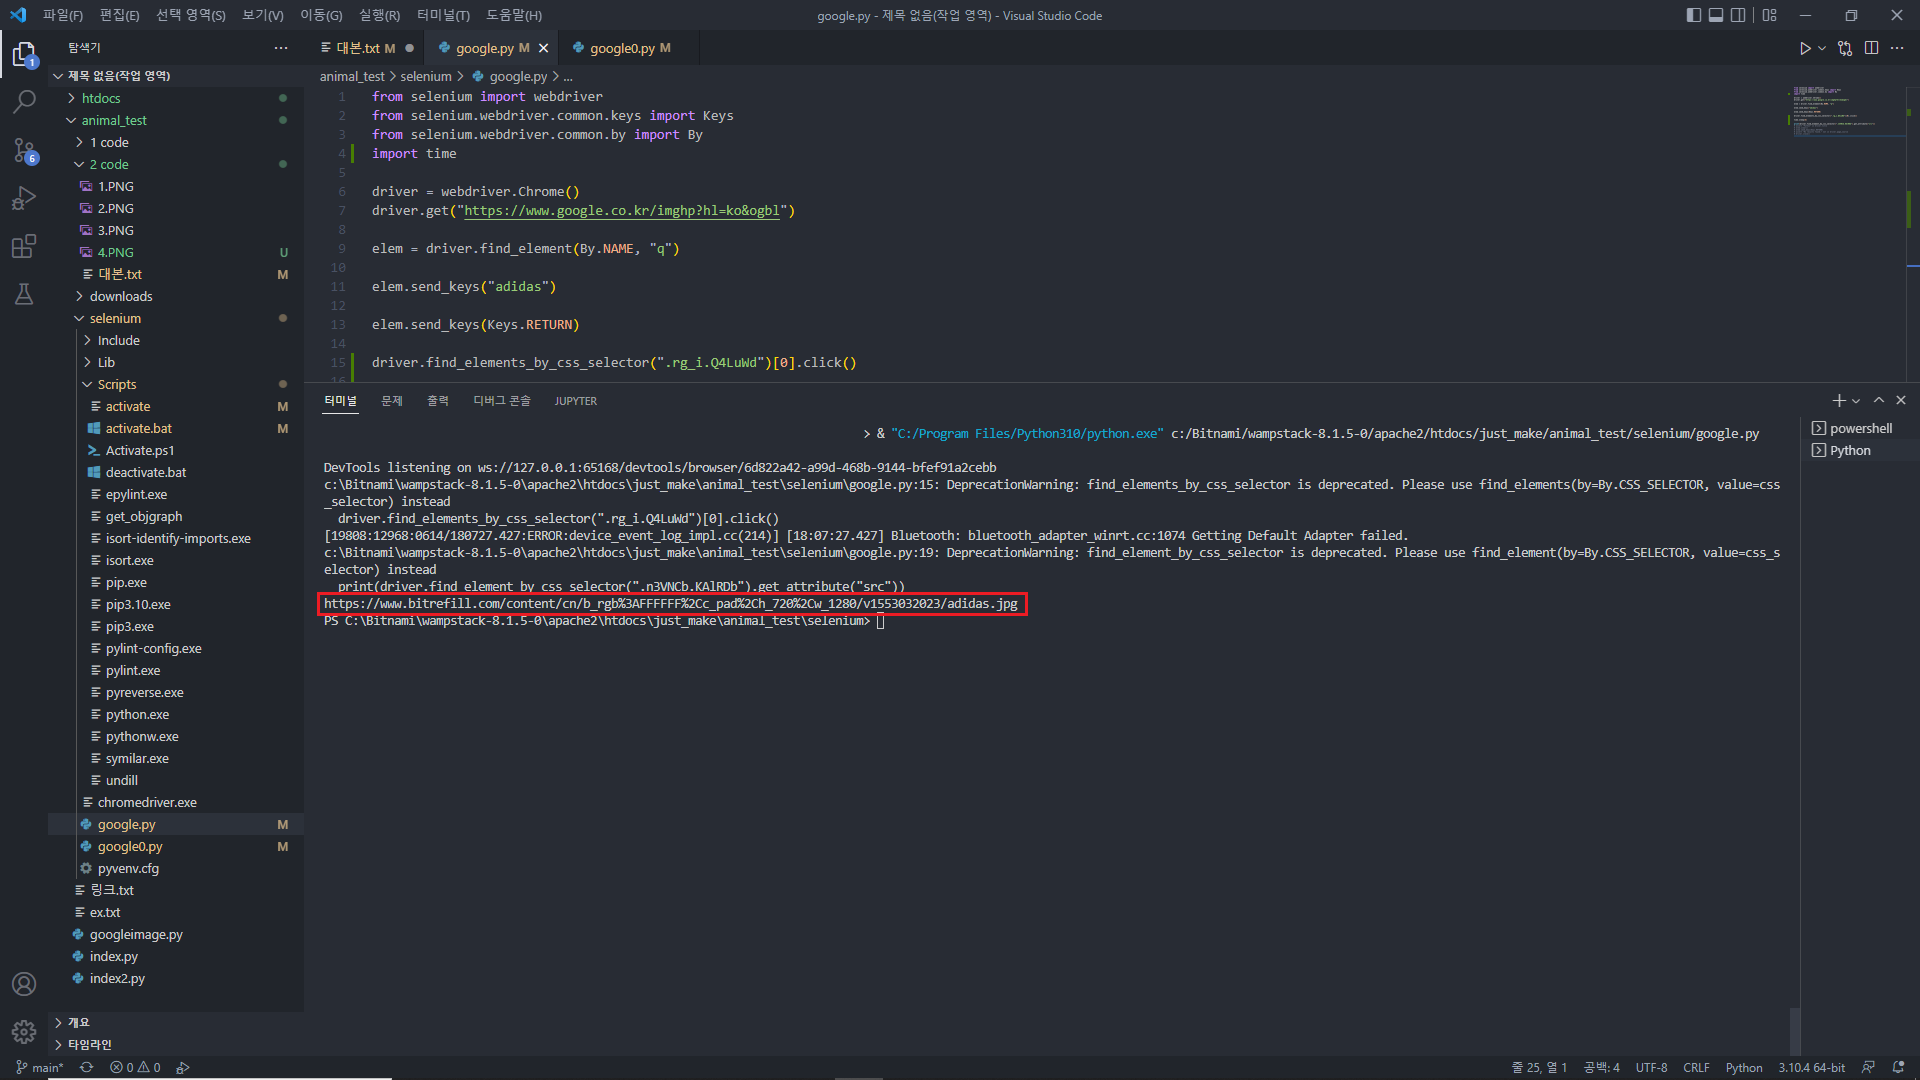 파일(F) 편집(E) 선택 영역(S) 보기(V) 이동(G) 실행(R) 터미널(T) 도움말(H)
google.py - 제목 없음(작업 영역) - Visual Studio Code
탐색기
1
6
제목 없음(작업 영역)
htdocs
animal_test
1 code
2 code
1.PNG
2.PNG
3.PNG
4.PNG U
대본.txt M
downloads
selenium
Include
Lib
Scripts
activate M
activate.bat M
Activate.ps1
deactivate.bat
epylint.exe
get_objgraph
isort-identify-imports.exe
isort.exe
pip.exe
pip3.10.exe
pip3.exe
pylint-config.exe
pylint.exe
pyreverse.exe
python.exe
pythonw.exe
symilar.exe
undill
chromedriver.exe
google.py M
google0.py M
pyvenv.cfg
링크.txt
ex.txt
googleimage.py
index.py
index2.py
개요
타임라인
대본.txt M google.py M google0.py M
animal_test > selenium > google.py > ...
1 from selenium import webdriver
2 from selenium.webdriver.common.keys import Keys
3 from selenium.webdriver.common.by import By
4 import time
5
6 driver = webdriver.Chrome()
7 driver.get("https://www.google.co.kr/imghp?hl=ko&ogbl")
8
9 elem = driver.find_element(By.NAME, "q")
10
11 elem.send_keys("adidas")
12
13 elem.send_keys(Keys.RETURN)
14
15 driver.find_elements_by_css_selector(".rg_i.Q4LuWd")[0].click()
16
터미널 문제 출력 디버그 콘솔 JUPYTER
> & "C:/Program Files/Python310/python.exe" c:/Bitnami/wampstack-8.1.5-0/apache2/htdocs/just_make/animal_test/selenium/google.py
DevTools listening on ws://127.0.0.1:65168/devtools/browser/6d822a42-a99d-468b-9144-bfef91a2cebb
c:\Bitnami\wampstack-8.1.5-0\apache2\htdocs\just_make\animal_test\selenium\google.py:15: DeprecationWarning: find_elements_by_css_selector is deprecated. Please use find_elements(by=By.CSS_SELECTOR, value=css
_selector) instead
driver.find_elements_by_css_selector(".rg_i.Q4LuWd")[0].click()
[19808:12968:0614/180727.427:ERROR:device_event_log_impl.cc(214)] [18:07:27.427] Bluetooth: bluetooth_adapter_winrt.cc:1074 Getting Default Adapter failed.
c:\Bitnami\wampstack-8.1.5-0\apache2\htdocs\just_make\animal_test\selenium\google.py:19: DeprecationWarning: find_element_by_css_selector is deprecated. Please use find_element(by=By.CSS_SELECTOR, value=css_s
elector) instead
print(driver.find_element_by_css_selector(".n3VNCb.KAlRDb").get_attribute("src"))
https://www.bitrefill.com/content/cn/b_rgb%3AFFFFFF%2Cc_pad%2Ch_720%2Cw_1280/v1553032023/adidas.jpg
PS C:\Bitnami\wampstack-8.1.5-0\apache2\htdocs\just_make\animal_test\selenium>
powershell
Python
main* 0 0
줄 25, 열 1 공백: 4 UTF-8 CRLF Python 3.10.4 64-bit